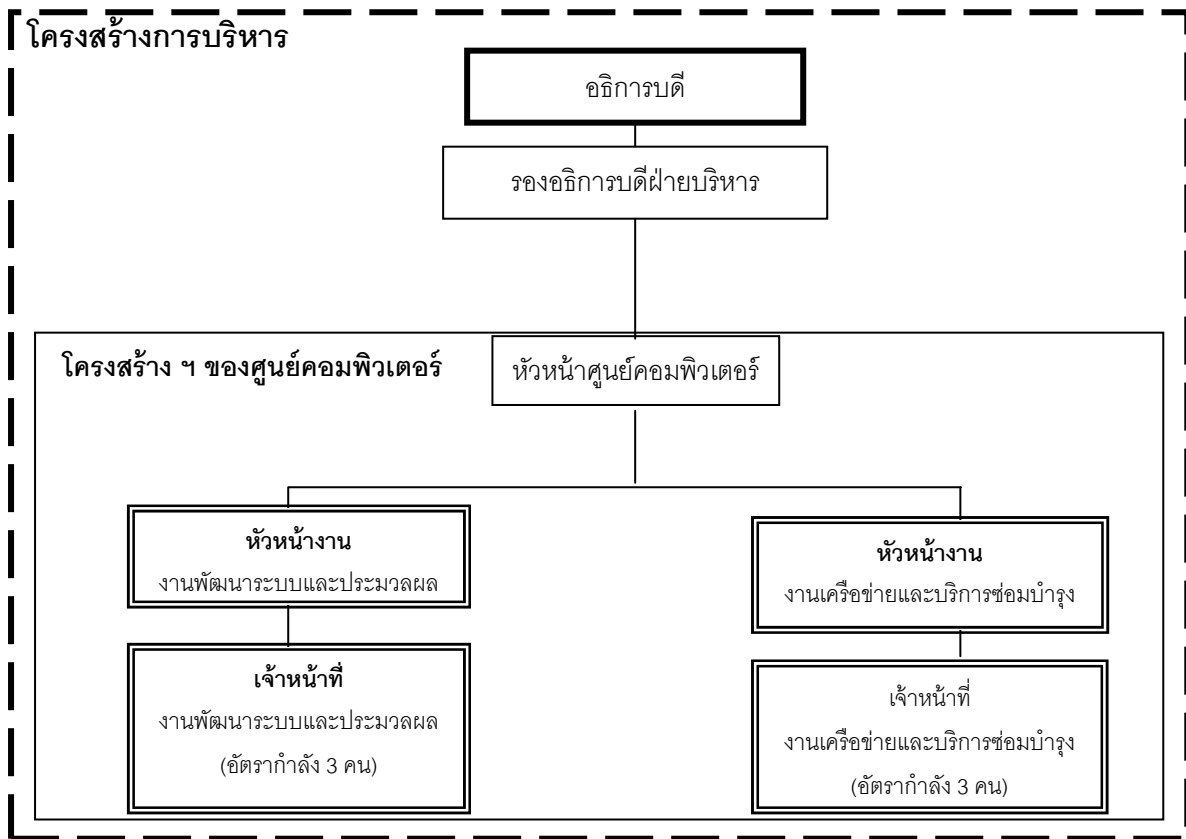 โครงสร้างการบริหาร
อธิการบดี
รองอธิการบดีฝ่ายบริหาร
โครงสร้าง ฯ ของศูนย์คอมพิวเตอร์
หัวหน้าศูนย์คอมพิวเตอร์
หัวหน้างาน
งานพัฒนาระบบและประมวลผล
เจ้าหน้าที่
งานพัฒนาระบบและประมวลผล
(อัตรากำลัง 3 คน)
หัวหน้างาน
งานเครือข่ายและบริการซ่อมบำรุง
เจ้าหน้าที่
งานเครือข่ายและบริการซ่อมบำรุง
(อัตรากำลัง 3 คน)